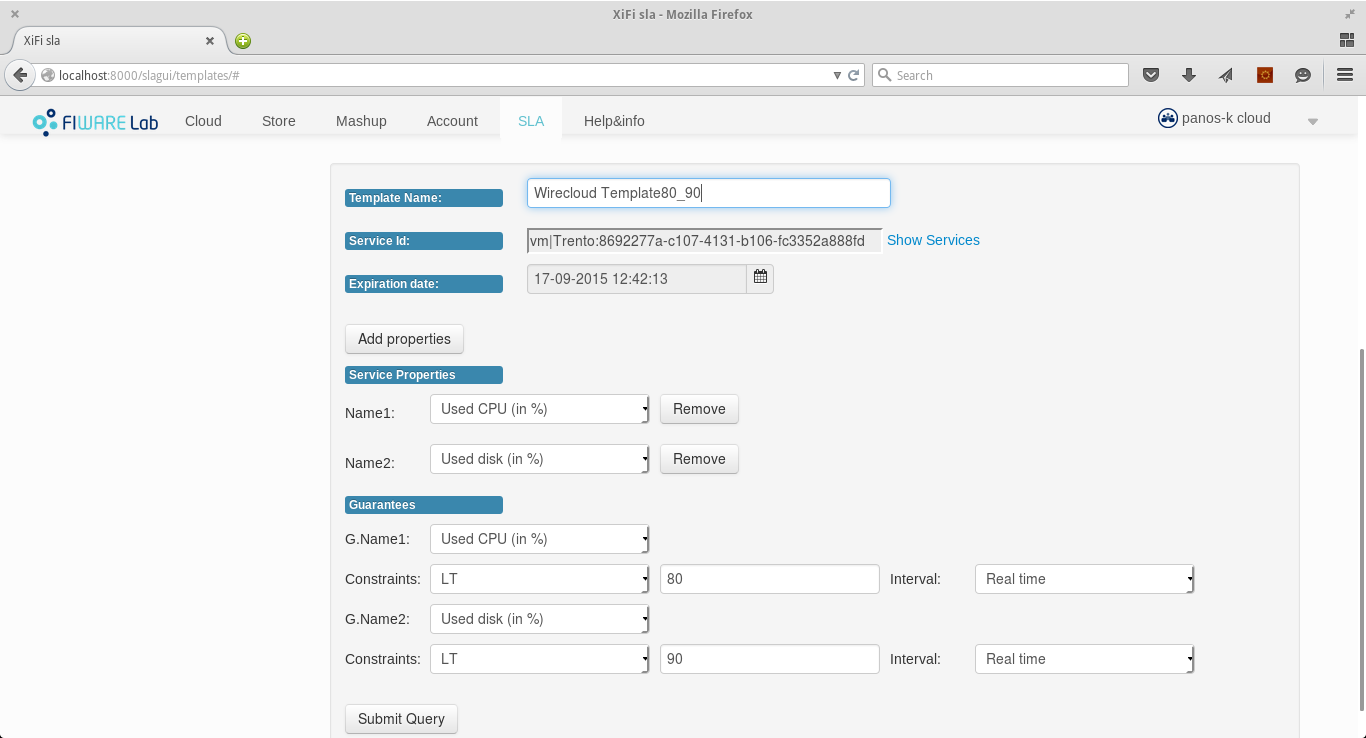 XiFi sla - Mozilla Firefox
XiFi sla
localhost:8000/slagui/templates/#
Search
FIWARE Lab Cloud Store Mashup Account SLA Help&info panos-k cloud
Template Name: Wirecloud Template80_90
Service Id: vm|Trento:8692277a-c107-4131-b106-fc3352a888fd Show Services
Expiration date: 17-09-2015 12:42:13
Add properties
Service Properties
Name1: Used CPU (in %) Remove
Name2: Used disk (in %) Remove
Guarantees
G.Name1: Used CPU (in %)
Constraints: LT 80 Interval: Real time
G.Name2: Used disk (in %)
Constraints: LT 90 Interval: Real time
Submit Query